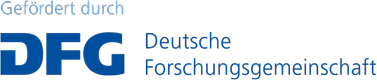 Gefördert durch
DFG Deutsche
Forschungsgemeinschaft